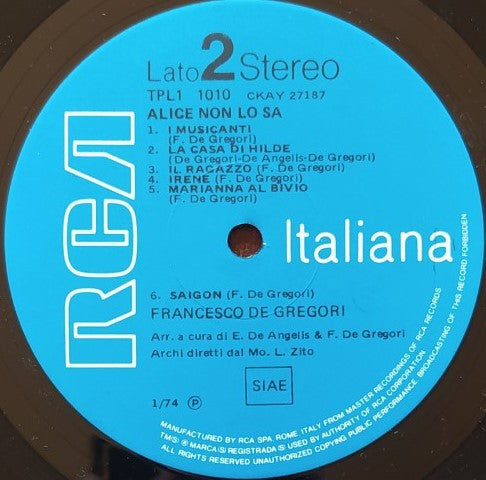 Lato 2 Stereo
TPL1 1010 CKAY 27187
ALICE NON LO SA
1. I MUSICANTI
(F. De Gregori)
2. LA CASA DI HILDE
(De Gregori-De Angelis-De Gregori)
3. IL RAGAZZO (F. De Gregori)
4. IRENE (F. De Gregori)
5. MARIANNA AL BIVIO
(F. De Gregori)
RCA
Italiana
6. SAIGON (F. De Gregori)
FRANCESCO DE GREGORI
Arr. a cura di E. De Angelis & F. De Gregori
Archi diretti dal Mo. L. Zito
SIAE
1/74 Ⓟ
MANUFACTURED BY RCA SPA, ROME ITALY FROM MASTER RECORDINGS OF RCA RECORDS
TM(S) ® MARCA(S) REGISTRADA(S) USED BY AUTHORITY OF RCA CORPORATION
ALL RIGHTS RESERVED UNAUTHORIZED COPYING PUBLIC PERFORMANCE BROADCASTING OF THIS RECORD FORBIDDEN